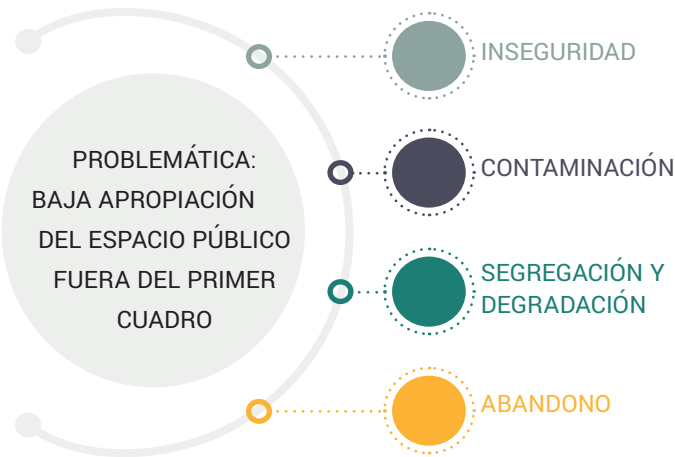 PROBLEMÁTICA:
BAJA APROPIACIÓN
DEL ESPACIO PÚBLICO
FUERA DEL PRIMER
CUADRO
INSEGURIDAD
CONTAMINACIÓN
SEGREGACIÓN Y
DEGRADACIÓN
ABANDONO